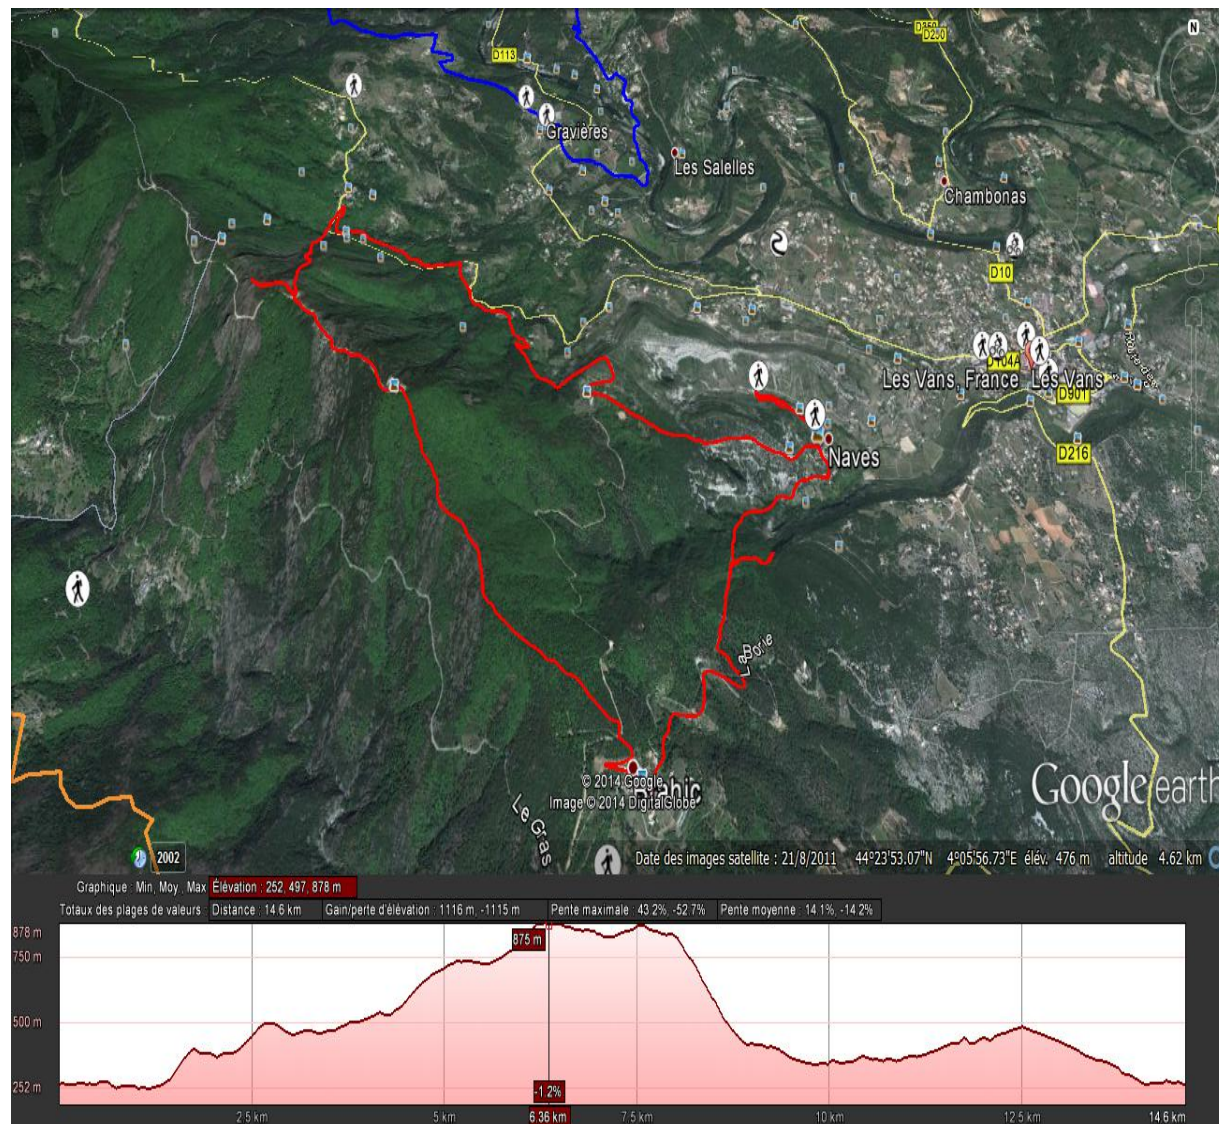 D250
D250
N
D113
Gravières
Les Salelles
Chambonas
D10
D104A
Les Vans, France
Les Vans
D901
Naves
D216
La Borie
© 2014 Google
Image © 2014 DigitalGlobe
Le Gras
Google earth
2002
Date des images satellite : 21/8/2011 44°23'53.07"N 4°05'56.73"E élév. 476 m altitude 4.62 km
Graphique : Min, Moy, Max Élévation : 252, 497, 878 m
Totaux des plages de valeurs : Distance : 14.6 km Gain/perte d'élévation : 1116 m, -1115 m Pente maximale : 43.2%, -52.7% Pente moyenne : 14.1%, -14.2%
878 m
875 m
750 m
500 m
252 m
-1.2%
2.5 km 5 km 6.36 km 7.5 km 10 km 12.5 km 14.6 km